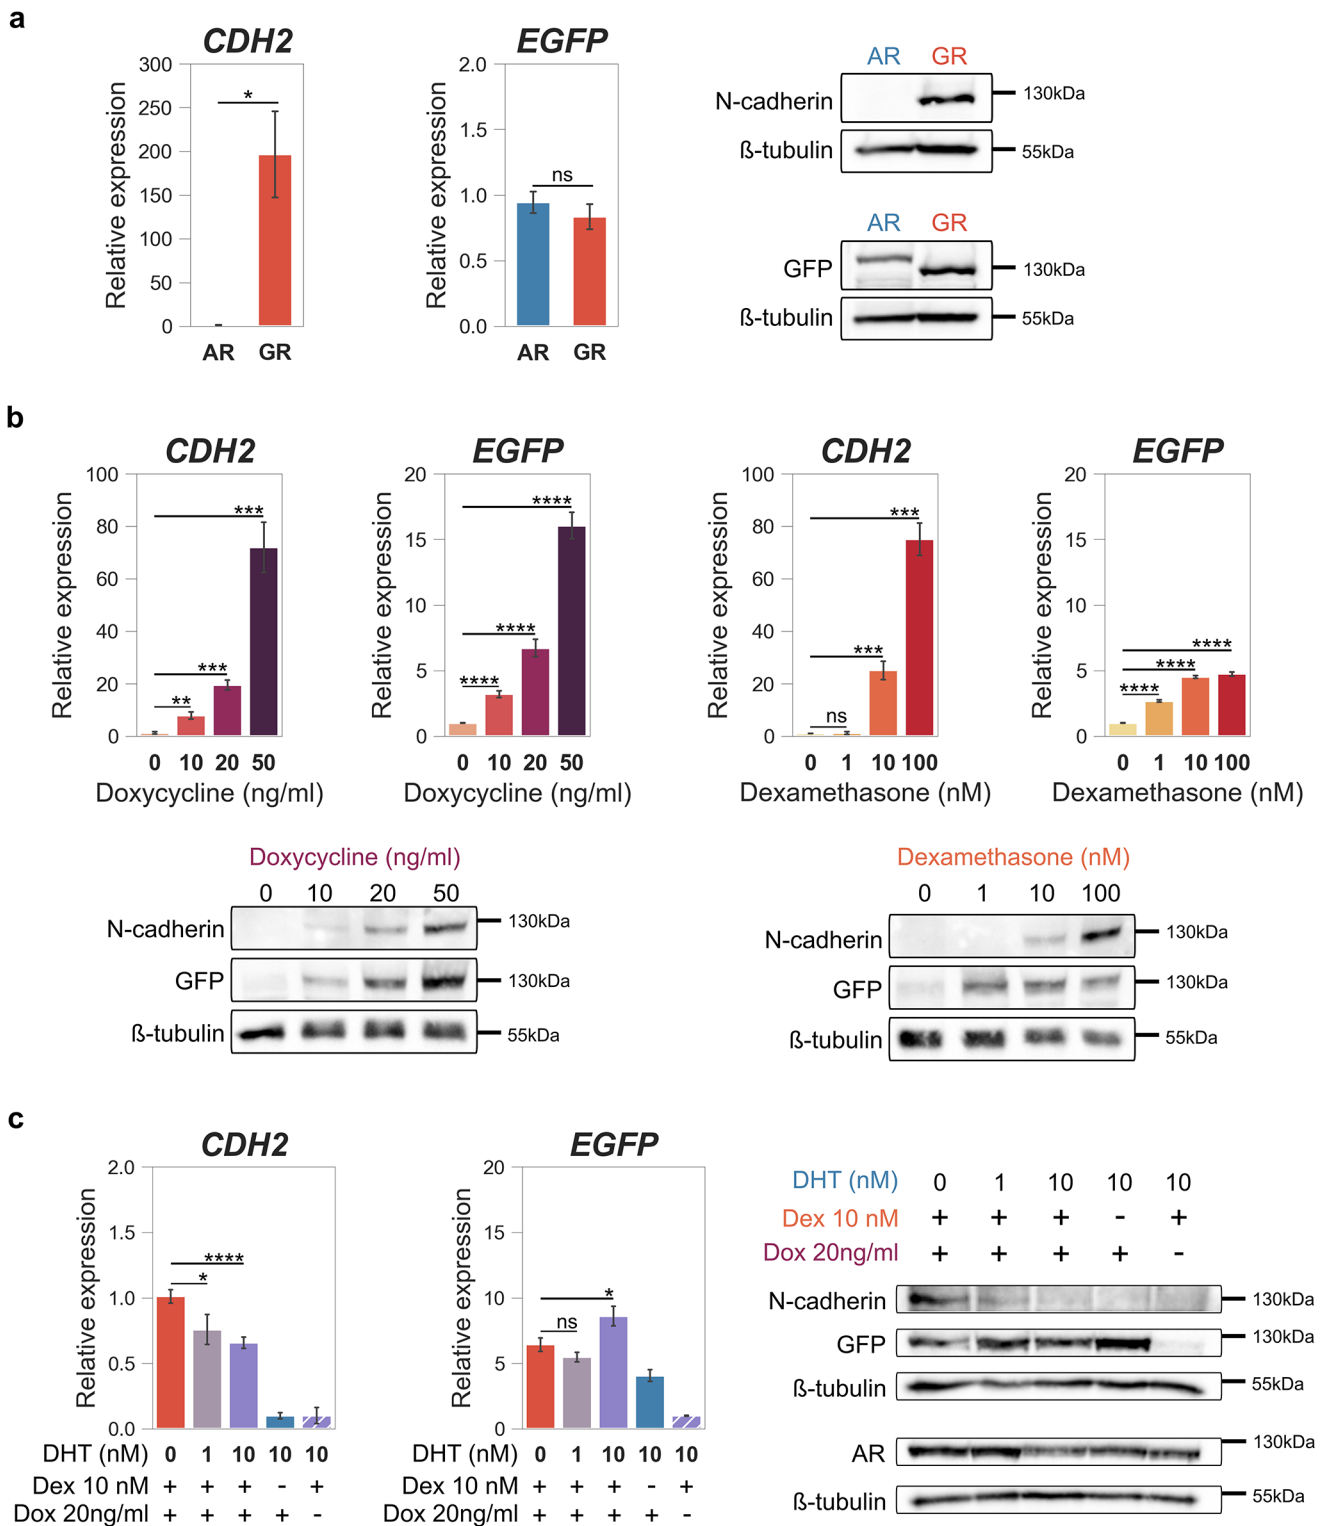 a
CDH2
EGFP
Relative expression
300
250
200
150
100
50
0
*
AR GR
Relative expression
2.0
1.5
1.0
0.5
0.0
ns
AR GR
AR GR
N-cadherin
130kDa
ß-tubulin
55kDa
AR GR
GFP
130kDa
ß-tubulin
55kDa
b
CDH2
EGFP
CDH2
EGFP
Relative expression
100
80
60
40
20
0
**
***
***
0 10 20 50
Doxycycline (ng/ml)
Relative expression
20
15
10
5
0
****
****
****
0 10 20 50
Doxycycline (ng/ml)
Relative expression
100
80
60
40
20
0
ns
***
***
0 1 10 100
Dexamethasone (nM)
Relative expression
20
15
10
5
0
****
****
****
0 1 10 100
Dexamethasone (nM)
Doxycycline (ng/ml)
0 10 20 50
N-cadherin
130kDa
GFP
130kDa
ß-tubulin
55kDa
Dexamethasone (nM)
0 1 10 100
N-cadherin
130kDa
GFP
130kDa
ß-tubulin
55kDa
c
CDH2
EGFP
Relative expression
2.0
1.5
1.0
0.5
0.0
****
*
DHT (nM) 0 1 10 10 10
Dex 10 nM + + + - +
Dox 20ng/ml + + + + -
Relative expression
20
15
10
5
0
*
ns
DHT (nM) 0 1 10 10 10
Dex 10 nM + + + - +
Dox 20ng/ml + + + + -
DHT (nM) 0 1 10 10 10
Dex 10 nM + + + - +
Dox 20ng/ml + + + + -
N-cadherin
130kDa
GFP
130kDa
ß-tubulin
55kDa
AR
130kDa
ß-tubulin
55kDa